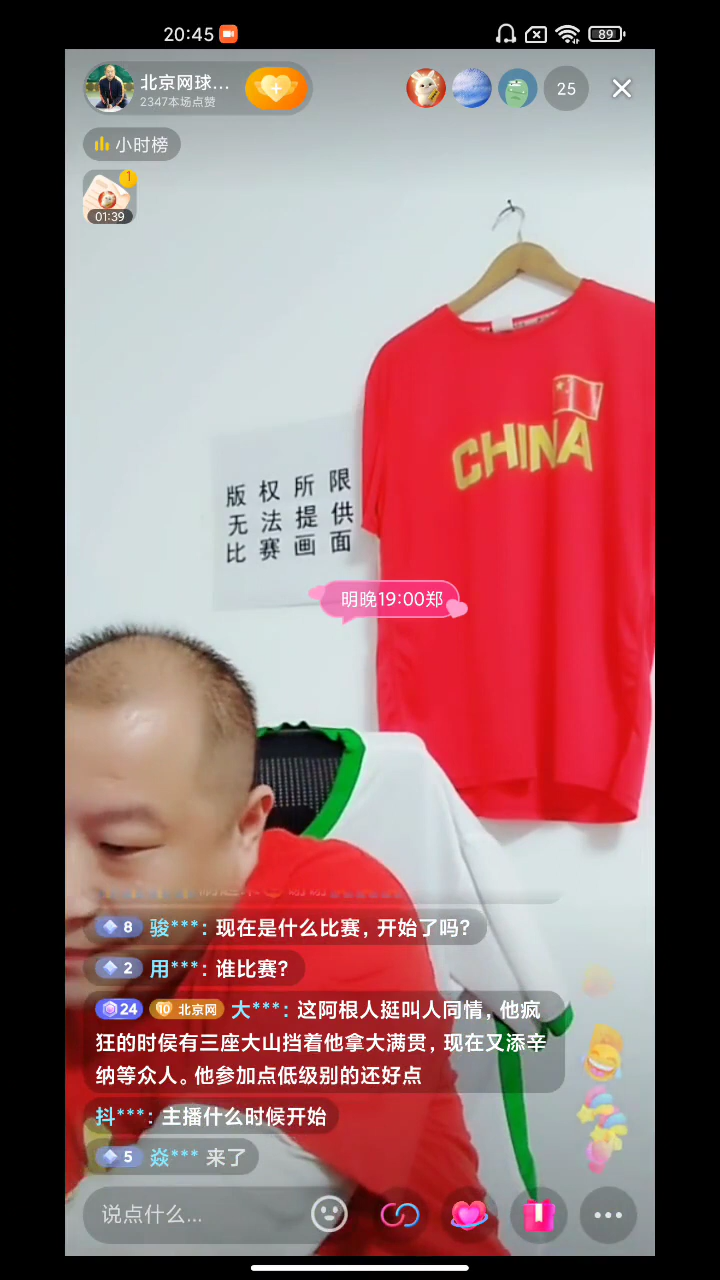 20:45
89
北京网球...
2347本场点赞
25
小时榜
1
01:39
CHINA
版权所限
无法提供
比赛画面
明晚19:00郑
8 骏***：现在是什么比赛，开始了吗？
2 用***：谁比赛？
24 10 北京网 大***：这阿根人挺叫人同情，他疯
狂的时侯有三座大山挡着他拿大满贯，现在又添辛
纳等众人。他参加点低级别的还好点
抖***：主播什么时候开始
5 焱*** 来了
说点什么...